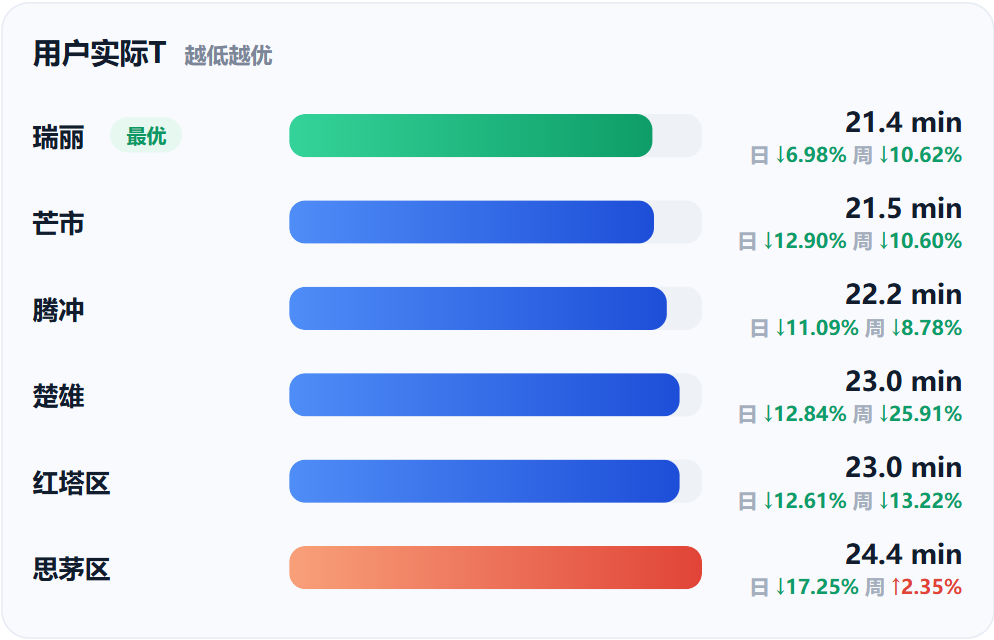 用户实际T 越低越优
瑞丽 最优 21.4 min
日 ↓6.98% 周 ↓10.62%
芒市 21.5 min
日 ↓12.90% 周 ↓10.60%
腾冲 22.2 min
日 ↓11.09% 周 ↓8.78%
楚雄 23.0 min
日 ↓12.84% 周 ↓25.91%
红塔区 23.0 min
日 ↓12.61% 周 ↓13.22%
思茅区 24.4 min
日 ↓17.25% 周 ↑2.35%